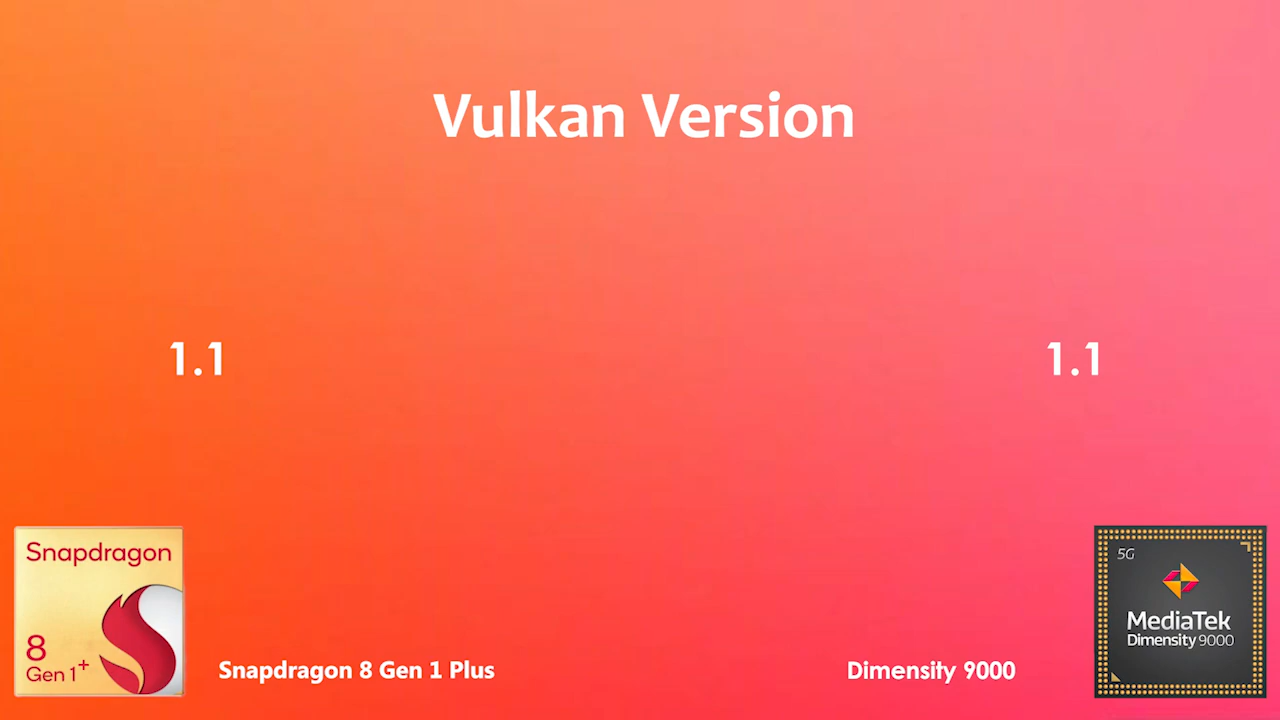 Vulkan Version
1.1
1.1
Snapdragon
8
Gen 1+
Snapdragon 8 Gen 1 Plus
Dimensity 9000
5G
MediaTek
Dimensity 9000